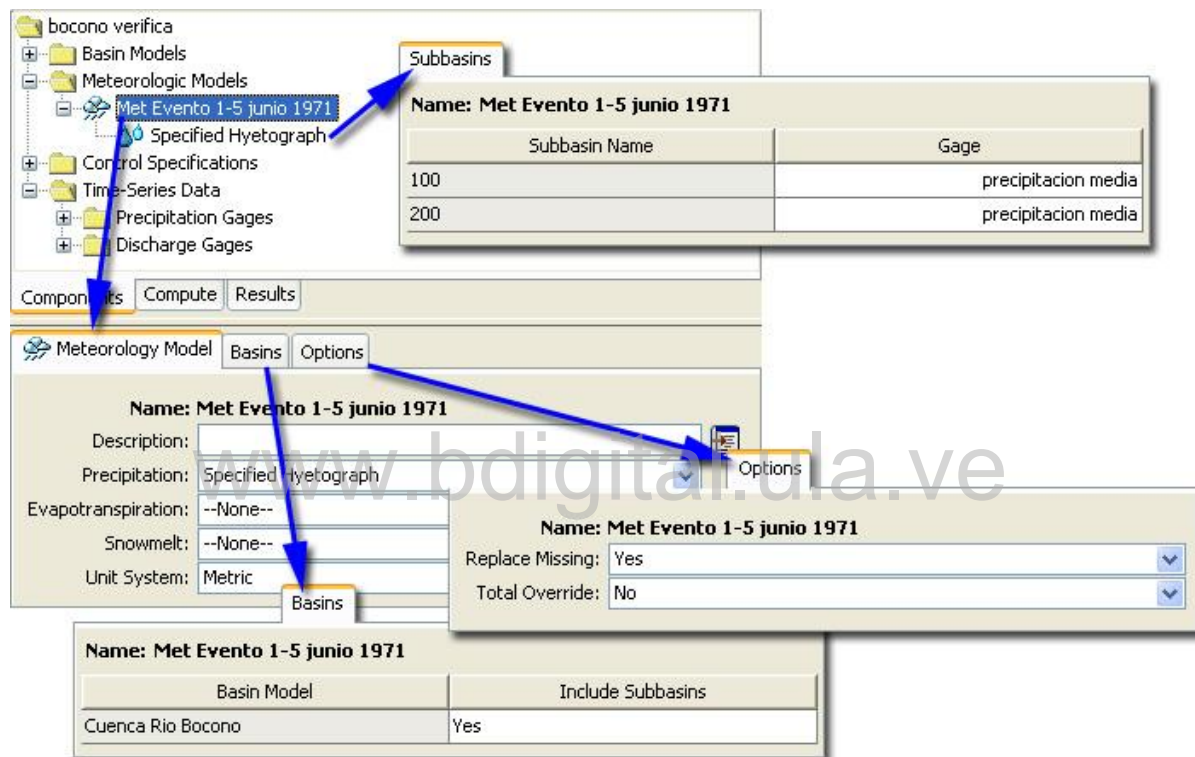 bocono verifica
Basin Models
Meteorologic Models
Met Evento 1-5 junio 1971
Specified Hyetograph
Control Specifications
Time-Series Data
Precipitation Gages
Discharge Gages
Components Compute Results
Subbasins
Name: Met Evento 1-5 junio 1971
Subbasin Name Gage
100 precipitacion media
200 precipitacion media
Meteorology Model Basins Options
Name: Met Evento 1-5 junio 1971
Description:
Precipitation: Specified Hyetograph
Evapotranspiration: --None--
Snowmelt: --None--
Unit System: Metric
www.bdigital.ula.ve
Options
Name: Met Evento 1-5 junio 1971
Replace Missing: Yes
Total Override: No
Basins
Name: Met Evento 1-5 junio 1971
Basin Model Include Subbasins
Cuenca Rio Bocono Yes